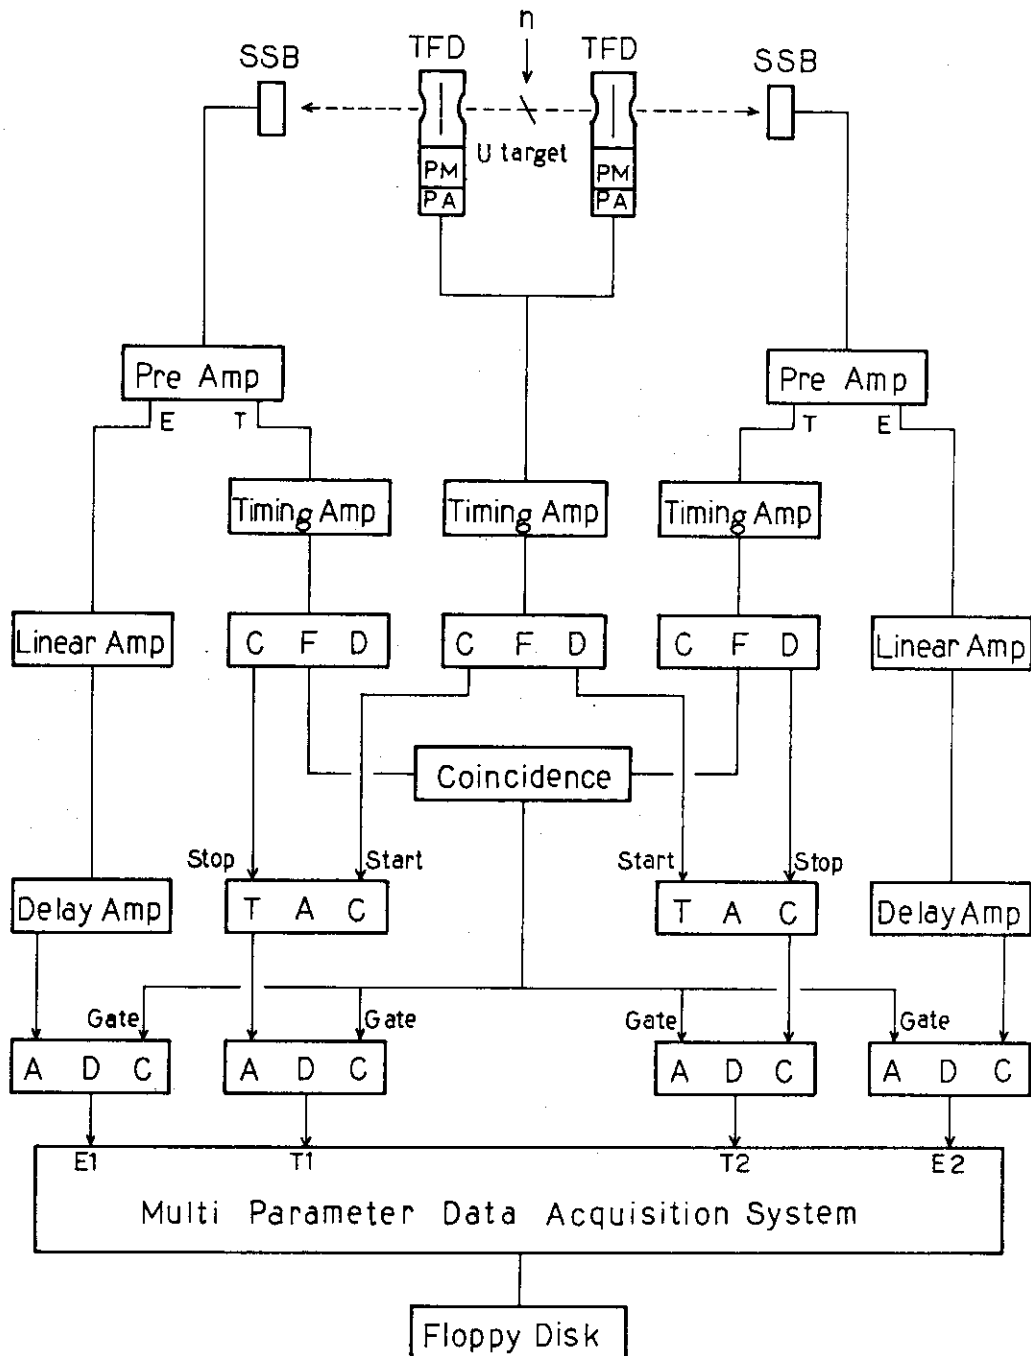 n
SSB TFD TFD SSB
U target
PM PM
PA PA
Pre Amp Pre Amp
E T T E
Timing Amp Timing Amp Timing Amp
Linear Amp C F D C F D C F D Linear Amp
Coincidence
Stop Start Start Stop
Delay Amp T A C T A C Delay Amp
Gate Gate Gate Gate
A D C A D C A D C A D C
E1 T1 T2 E2
Multi Parameter Data Acquisition System
Floppy Disk